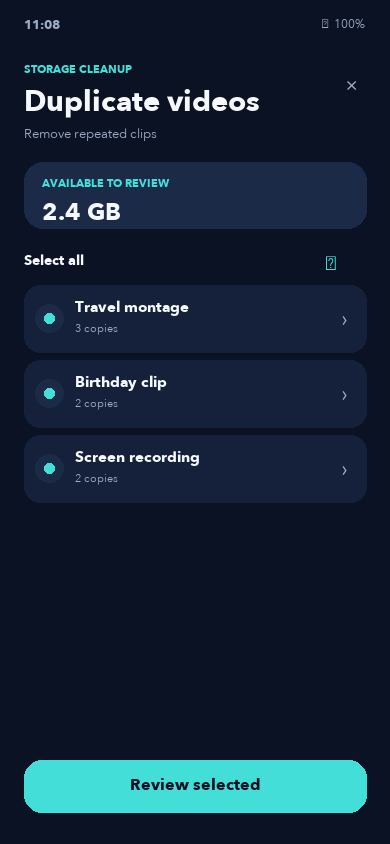 11:08
100%
STORAGE CLEANUP
Duplicate videos
×
Remove repeated clips
AVAILABLE TO REVIEW
2.4 GB
Select all
Travel montage
3 copies
›
Birthday clip
2 copies
›
Screen recording
2 copies
›
Review selected